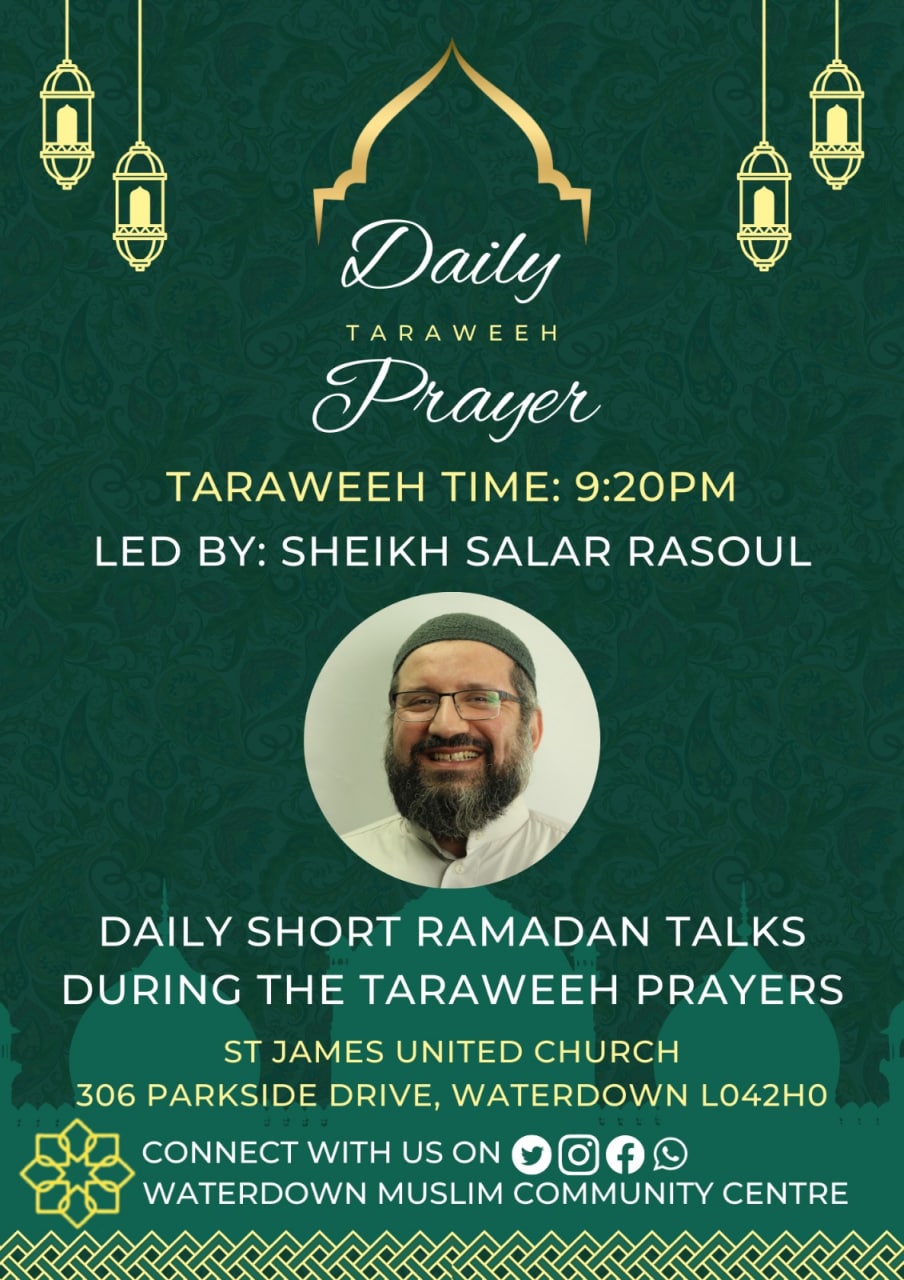 Daily
TARAWEEH
Prayer
TARAWEEH TIME: 9:20PM
LED BY: SHEIKH SALAR RASOUL
DAILY SHORT RAMADAN TALKS
DURING THE TARAWEEH PRAYERS
ST JAMES UNITED CHURCH
306 PARKSIDE DRIVE, WATERDOWN L042H0
CONNECT WITH US ON
WATERDOWN MUSLIM COMMUNITY CENTRE